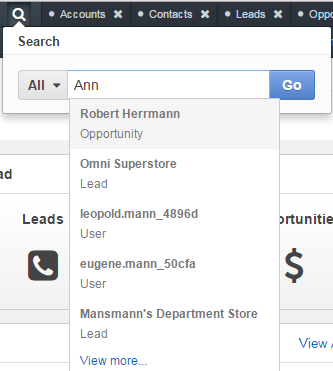 Accounts ✖ Contacts ✖ Leads ✖ Oppo
Search
All Ann Go
Robert Herrmann
Opportunity
Omni Superstore
Lead
leopold.mann_4896d
User
eugene.mann_50cfa
User
Mansmann's Department Store
Lead
View more...
ad
Leads
ortunities
$
View